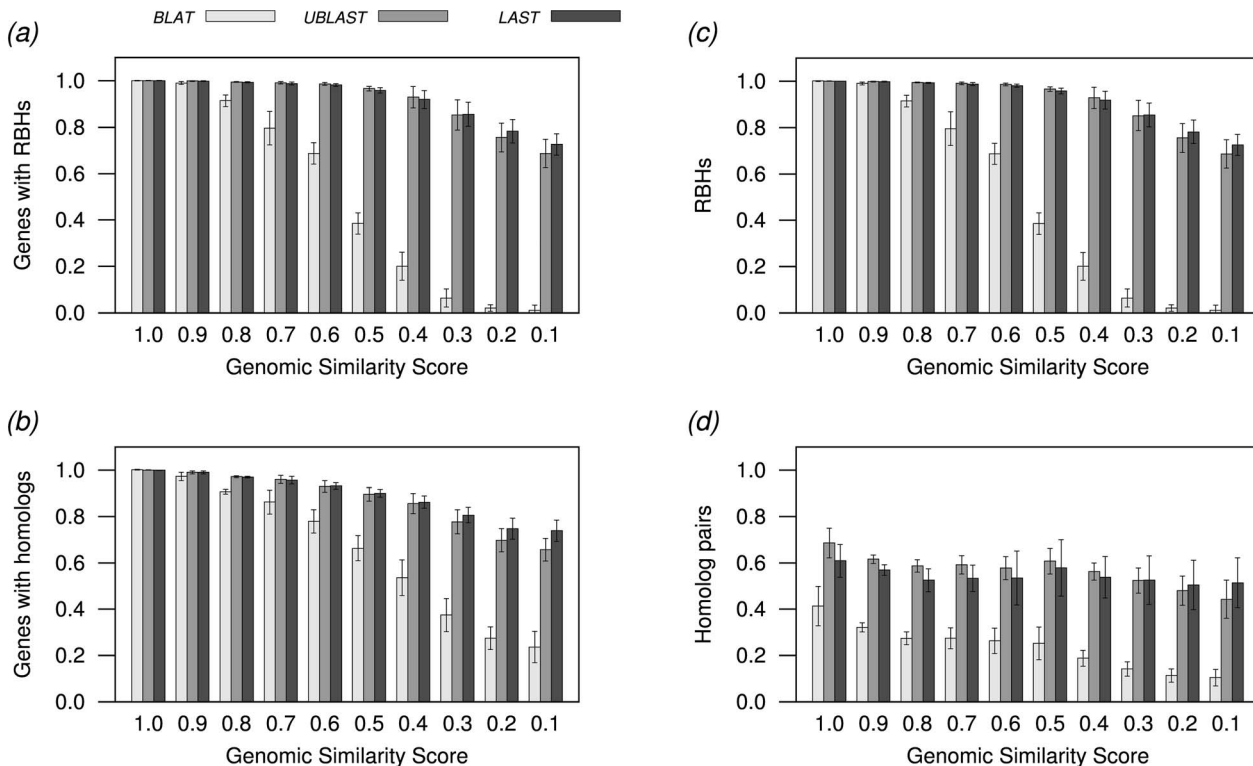 BLAT UBLAST LAST
(a)
Genes with RBHs
1.0
0.8
0.6
0.4
0.2
0.0
1.0 0.9 0.8 0.7 0.6 0.5 0.4 0.3 0.2 0.1
Genomic Similarity Score
(b)
Genes with homologs
1.0
0.8
0.6
0.4
0.2
0.0
1.0 0.9 0.8 0.7 0.6 0.5 0.4 0.3 0.2 0.1
Genomic Similarity Score
(c)
RBHs
1.0
0.8
0.6
0.4
0.2
0.0
1.0 0.9 0.8 0.7 0.6 0.5 0.4 0.3 0.2 0.1
Genomic Similarity Score
(d)
Homolog pairs
1.0
0.8
0.6
0.4
0.2
0.0
1.0 0.9 0.8 0.7 0.6 0.5 0.4 0.3 0.2 0.1
Genomic Similarity Score